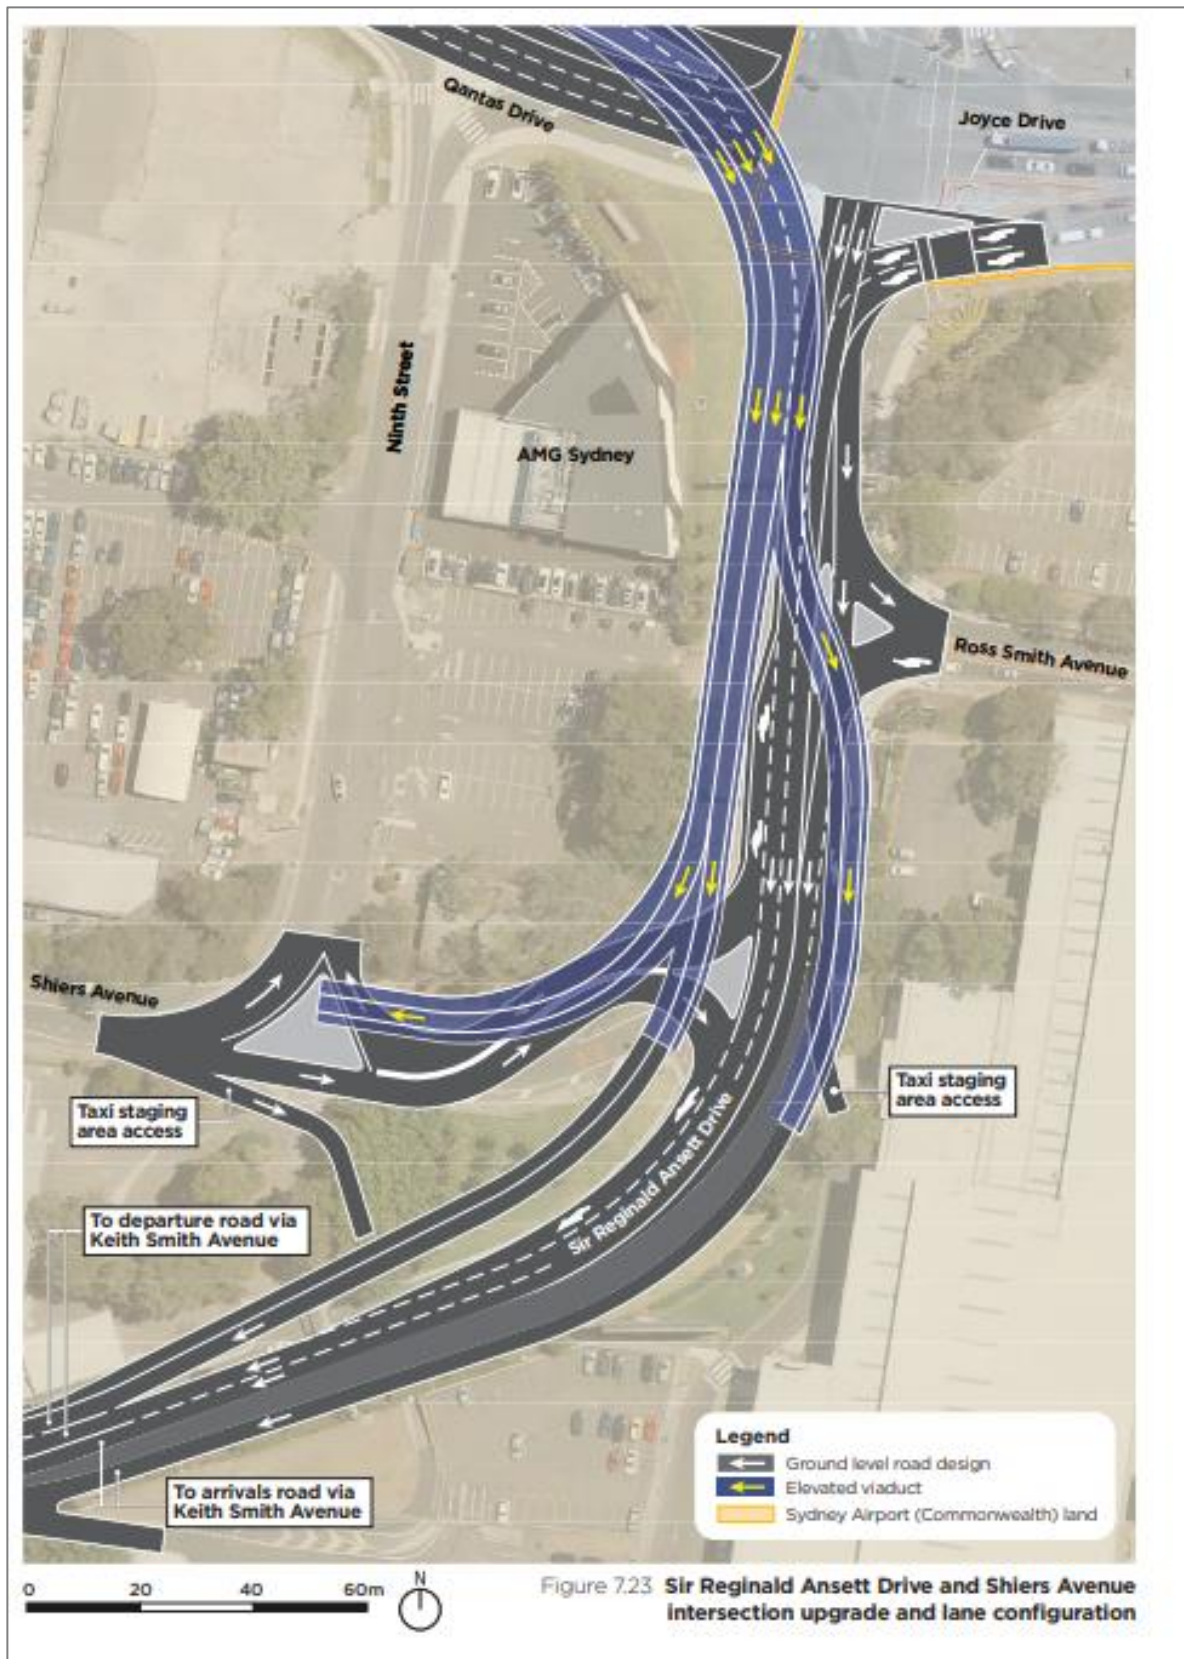 Qantas Drive
Joyce Drive
Ninth Street
AMG Sydney
Ross Smith Avenue
Shiers Avenue
Taxi staging
area access
Taxi staging
area access
Sir Reginald Ansett Drive
To departure road via
Keith Smith Avenue
To arrivals road via
Keith Smith Avenue
Legend
Ground level road design
Elevated viaduct
Sydney Airport (Commonwealth) land
0 20 40 60m
N
Figure 7.23 Sir Reginald Ansett Drive and Shiers Avenue
intersection upgrade and lane configuration